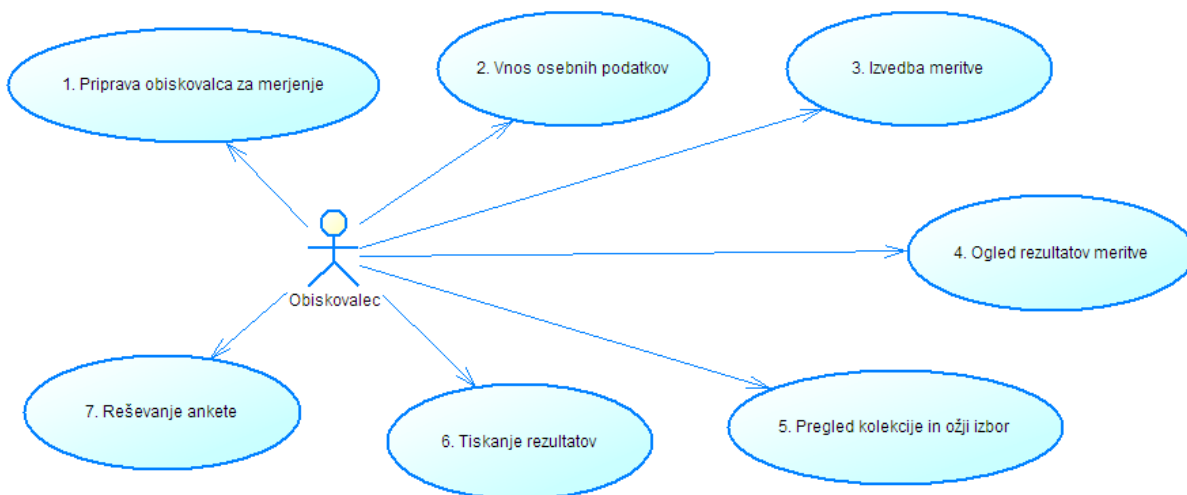 1. Priprava obiskovalca za merjenje
2. Vnos osebnih podatkov
3. Izvedba meritve
4. Ogled rezultatov meritve
Obiskovalec
7. Reševanje ankete
6. Tiskanje rezultatov
5. Pregled kolekcije in ožji izbor